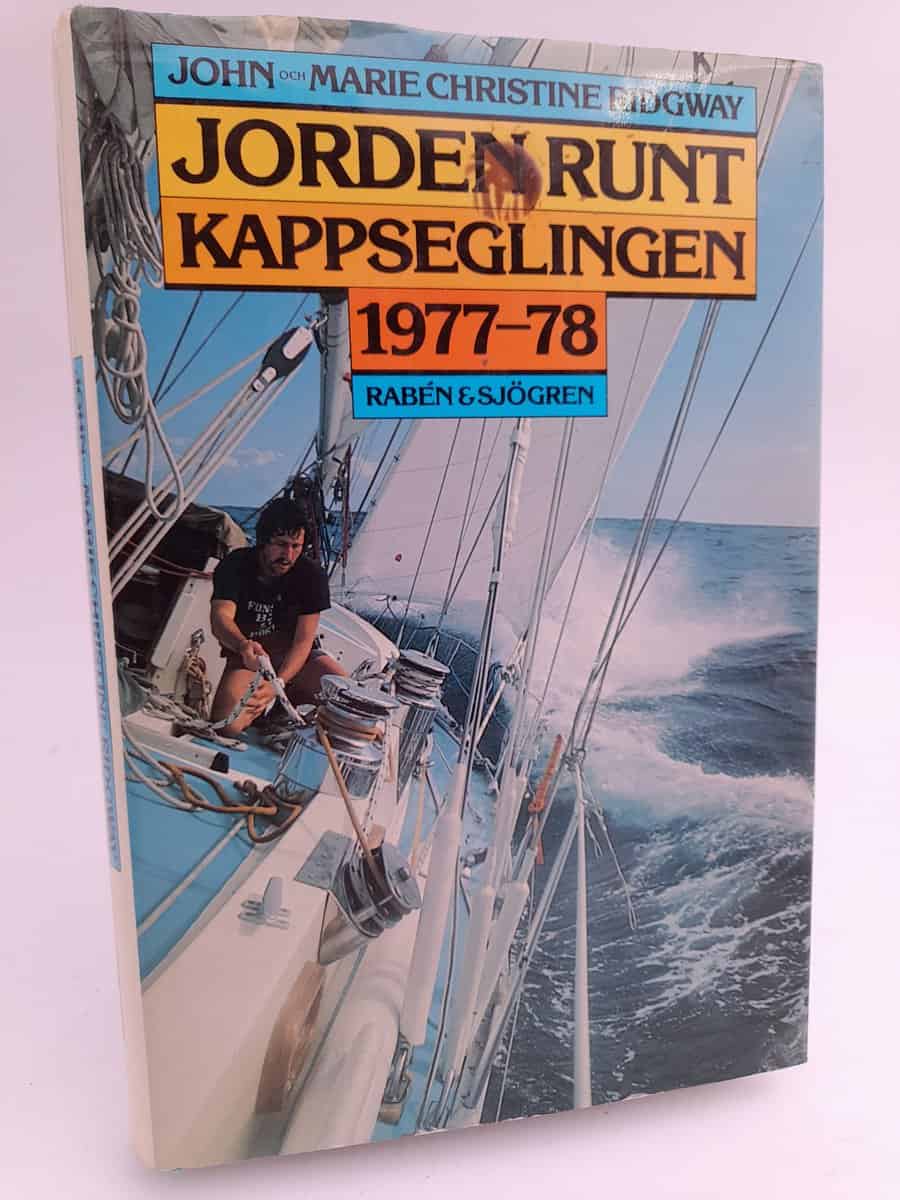 JOHN OCH MARIE CHRISTINE RIDGWAY
JORDEN RUNT
KAPPSEGLINGEN
1977–78
RABÉN & SJÖGREN